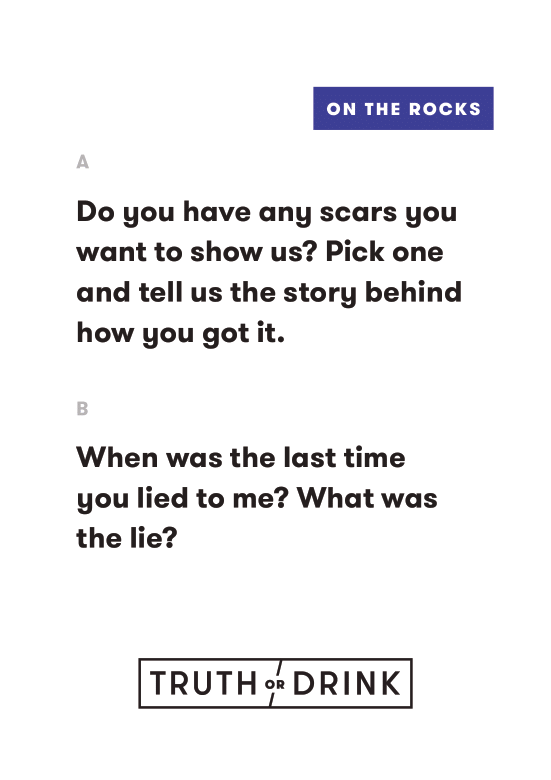 ON THE ROCKS
A
Do you have any scars you
want to show us? Pick one
and tell us the story behind
how you got it.
B
When was the last time
you lied to me? What was
the lie?
TRUTH OR DRINK